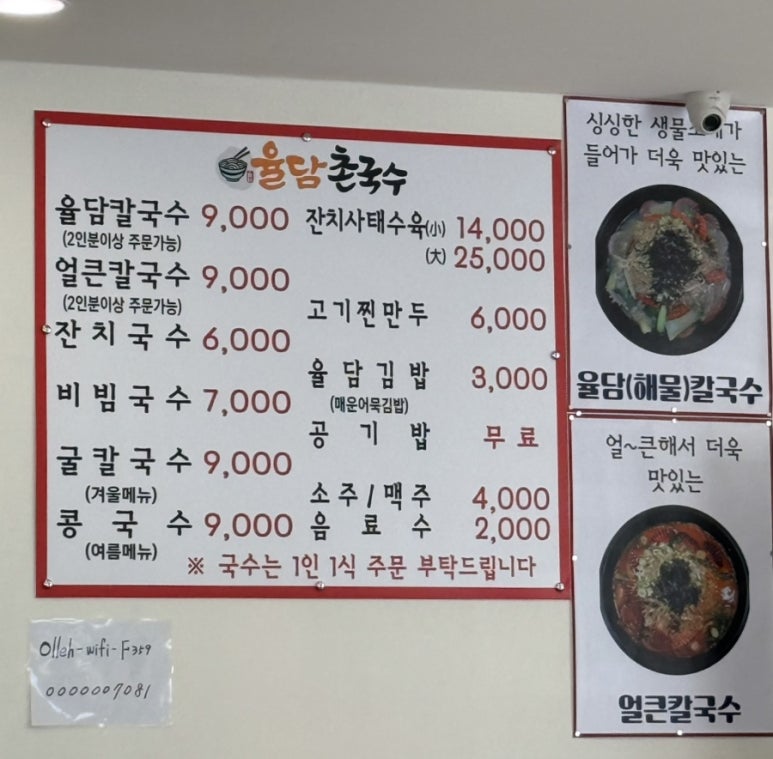 율담촌국수
율담칼국수 9,000
(2인분이상 주문가능)
얼큰칼국수 9,000
(2인분이상 주문가능)
잔치국수 6,000
비빔국수 7,000
굴칼국수 9,000
(겨울메뉴)
콩국수 9,000
(여름메뉴)
잔치사태수육(小) 14,000
(大) 25,000
고기찐만두 6,000
율담김밥 3,000
(매운어묵김밥)
공기밥 무료
소주/맥주 4,000
음료수 2,000
※ 국수는 1인 1식 주문 부탁드립니다
싱싱한
들어가 더욱 맛있는
율담(해물)칼국수
얼~큰해서 더욱
맛있는
얼큰칼국수
Olleh-wifi-F359
0000007081